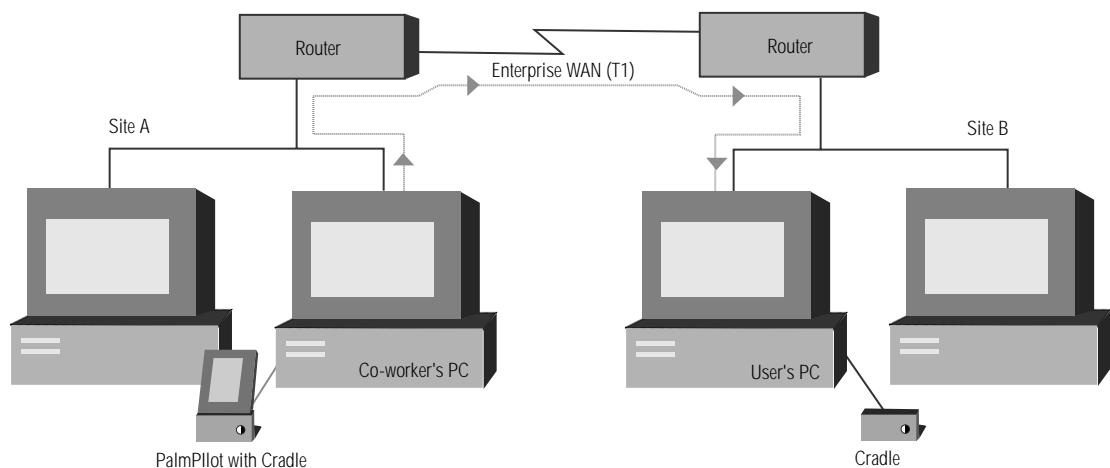 Router
Router
Enterprise WAN (T1)
Site A
Site B
Co-worker's PC
User's PC
PalmPIlot with Cradle
Cradle